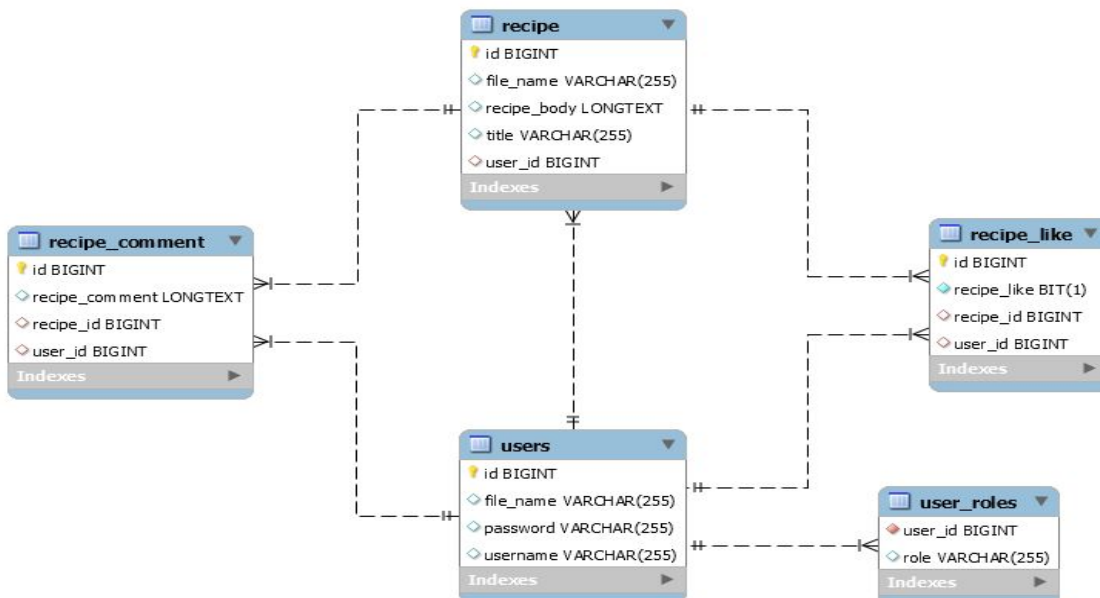 recipe
id BIGINT
file_name VARCHAR(255)
recipe_body LONGTEXT
title VARCHAR(255)
user_id BIGINT
Indexes
recipe_comment
id BIGINT
recipe_comment LONGTEXT
recipe_id BIGINT
user_id BIGINT
Indexes
recipe_like
id BIGINT
recipe_like BIT(1)
recipe_id BIGINT
user_id BIGINT
Indexes
users
id BIGINT
file_name VARCHAR(255)
password VARCHAR(255)
username VARCHAR(255)
Indexes
user_roles
user_id BIGINT
role VARCHAR(255)
Indexes